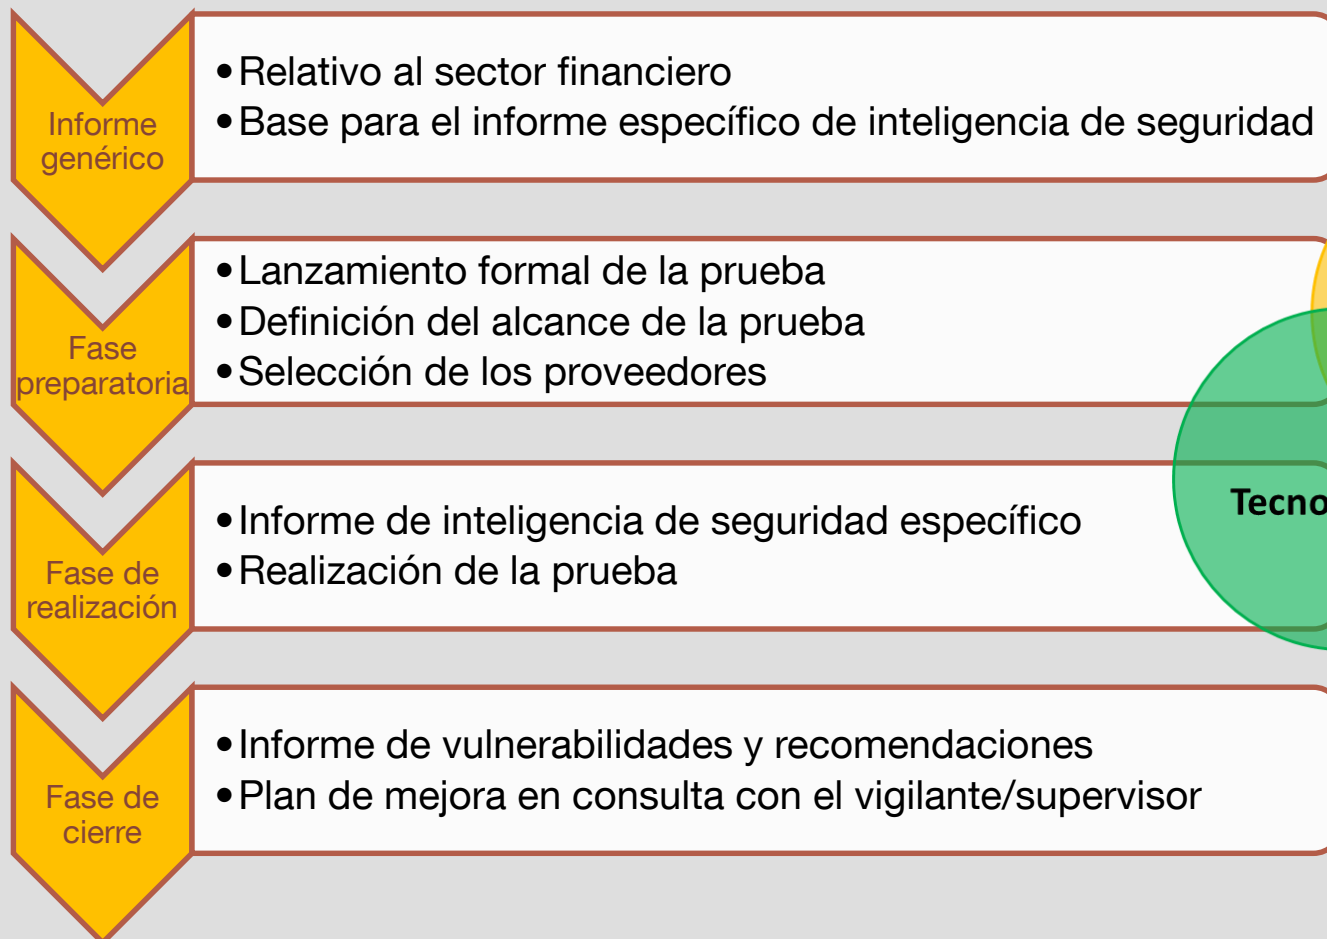 Informe
genérico
• Relativo al sector financiero
• Base para el informe específico de inteligencia de seguridad
Fase
preparatoria
• Lanzamiento formal de la prueba
• Definición del alcance de la prueba
• Selección de los proveedores
Fase de
realización
• Informe de inteligencia de seguridad específico
• Realización de la prueba
Tecno
Fase de
cierre
• Informe de vulnerabilidades y recomendaciones
• Plan de mejora en consulta con el vigilante/supervisor